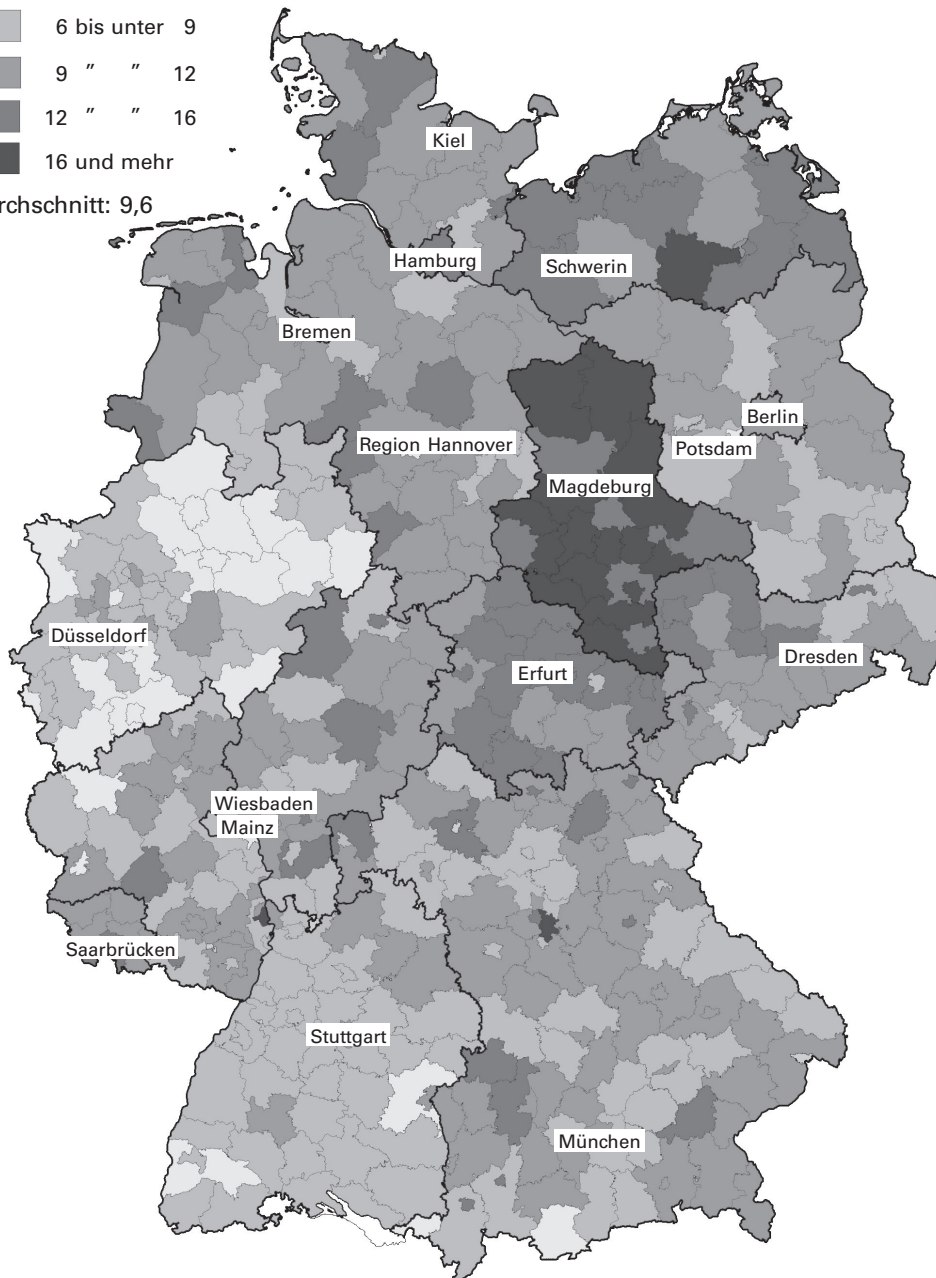 6 bis unter 9
9 " " 12
12 " " 16
16 und mehr
rchschnitt: 9,6
Kiel
Hamburg
Schwerin
Bremen
Berlin
Region Hannover
Potsdam
Magdeburg
Düsseldorf
Dresden
Erfurt
Wiesbaden
Mainz
Saarbrücken
Stuttgart
München